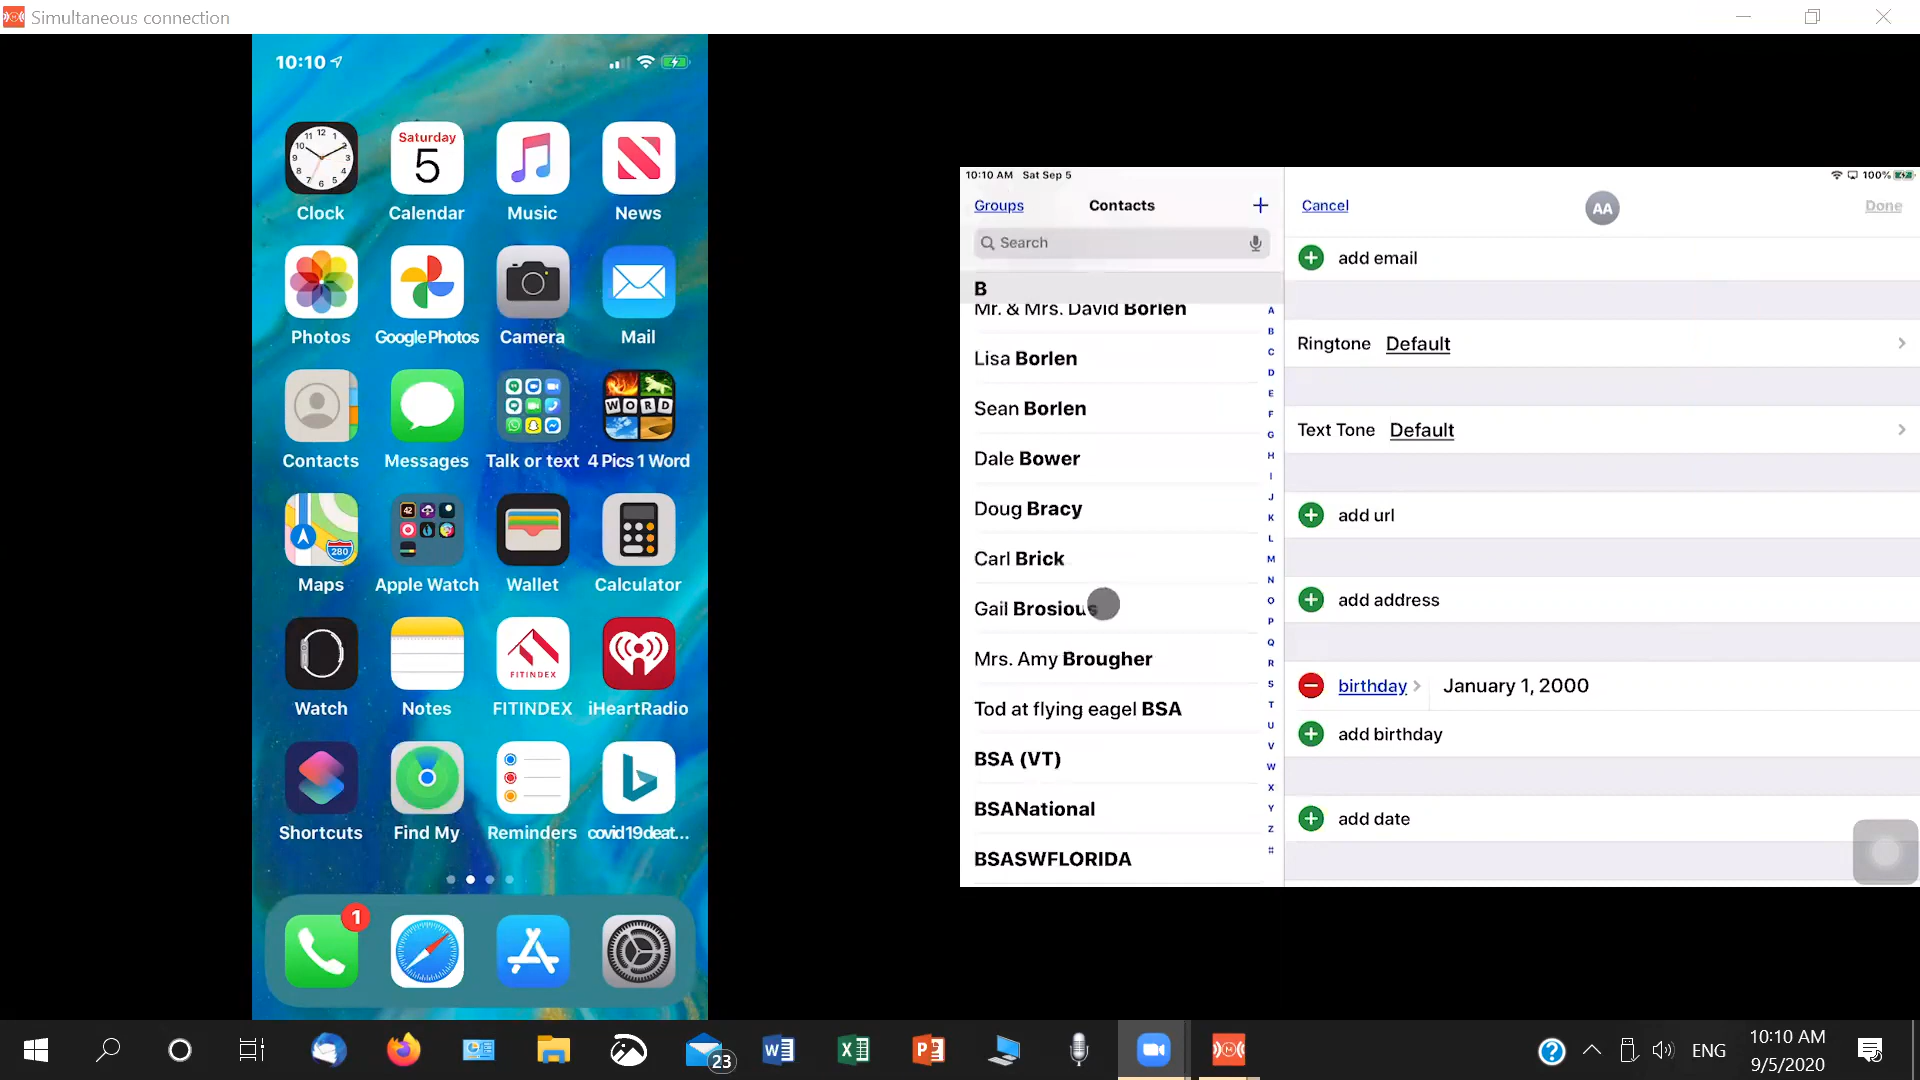 Simultaneous connection
10:10
Clock
Saturday
5
Calendar
Music
News
Photos
Google Photos
Camera
Mail
Contacts
Messages
Talk or text
WORD
4 Pics 1 Word
280
Maps
42
Apple Watch
Wallet
Calculator
Watch
Notes
FITINDEX
FITINDEX
iHeartRadio
Shortcuts
Find My
Reminders
covid19deat...
1
10:10 AM Sat Sep 5
100%
Groups
Contacts
+
Search
B
Mr. & Mrs. David Borlen
Lisa Borlen
Sean Borlen
Dale Bower
Doug Bracy
Carl Brick
Gail Brosious
Mrs. Amy Brougher
Tod at flying eagel BSA
BSA (VT)
BSANational
BSASWFLORIDA
A
B
C
D
E
F
G
H
I
J
K
L
M
N
O
P
Q
R
S
T
U
V
W
X
Y
Z
#
Cancel
AA
Done
add email
Ringtone Default
Text Tone Default
add url
add address
birthday January 1, 2000
add birthday
add date
23
ENG
10:10 AM
9/5/2020